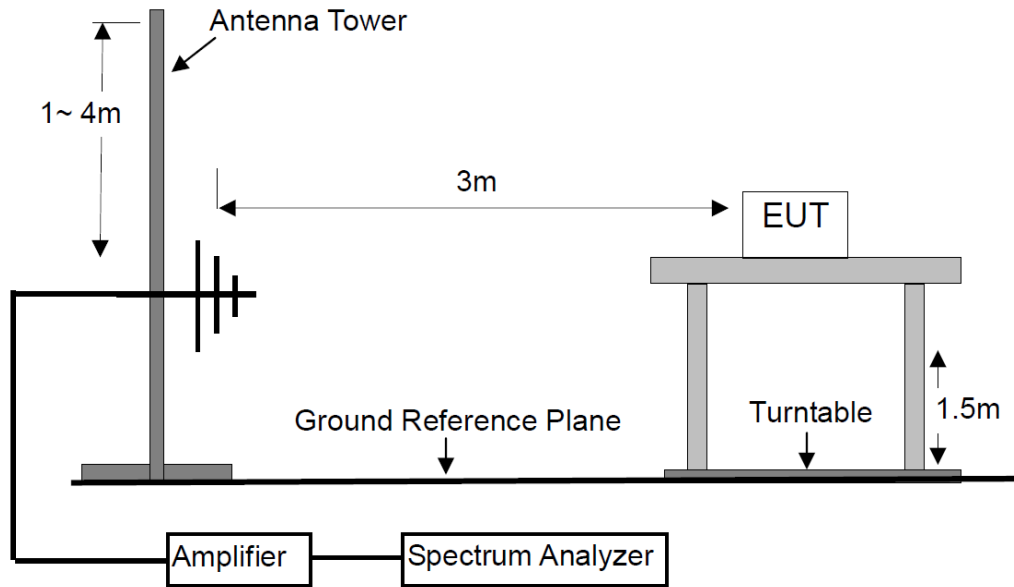 Antenna Tower
1~ 4m
3m
EUT
1.5m
Ground Reference Plane
Turntable
Amplifier
Spectrum Analyzer